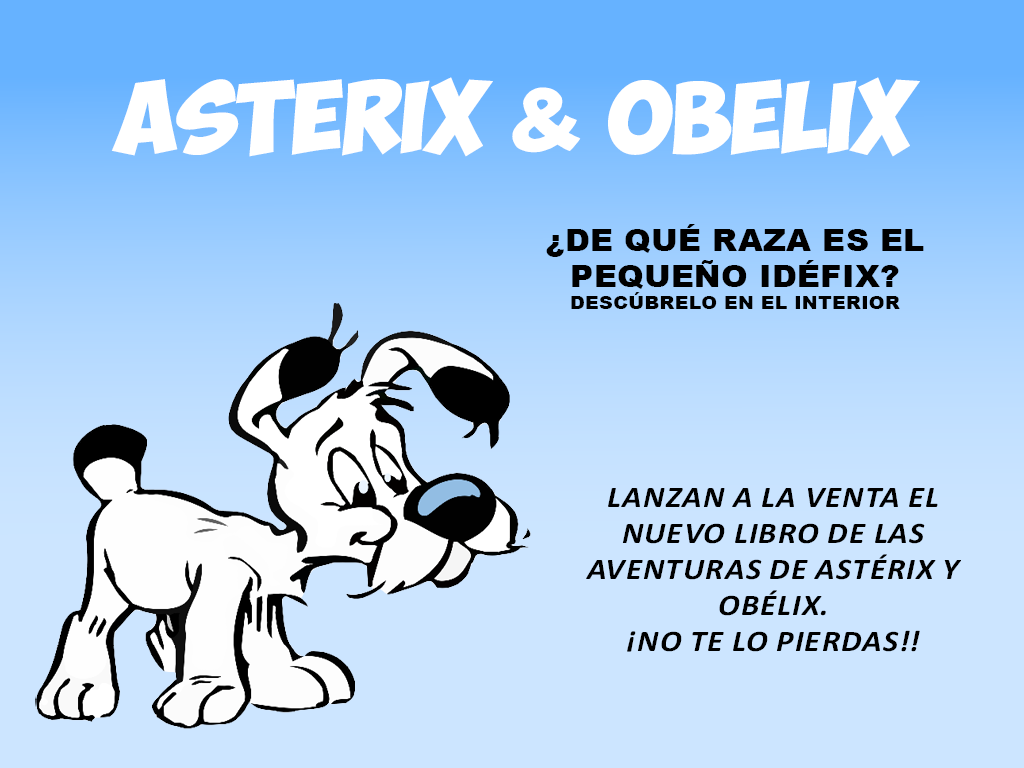 ASTERIX & OBELIX
¿DE QUÉ RAZA ES EL
PEQUEÑO IDÉFIX?
DESCÚBRELO EN EL INTERIOR
LANZAN A LA VENTA EL
NUEVO LIBRO DE LAS
AVENTURAS DE ASTÉRIX Y
OBÉLIX.
¡NO TE LO PIERDAS!!